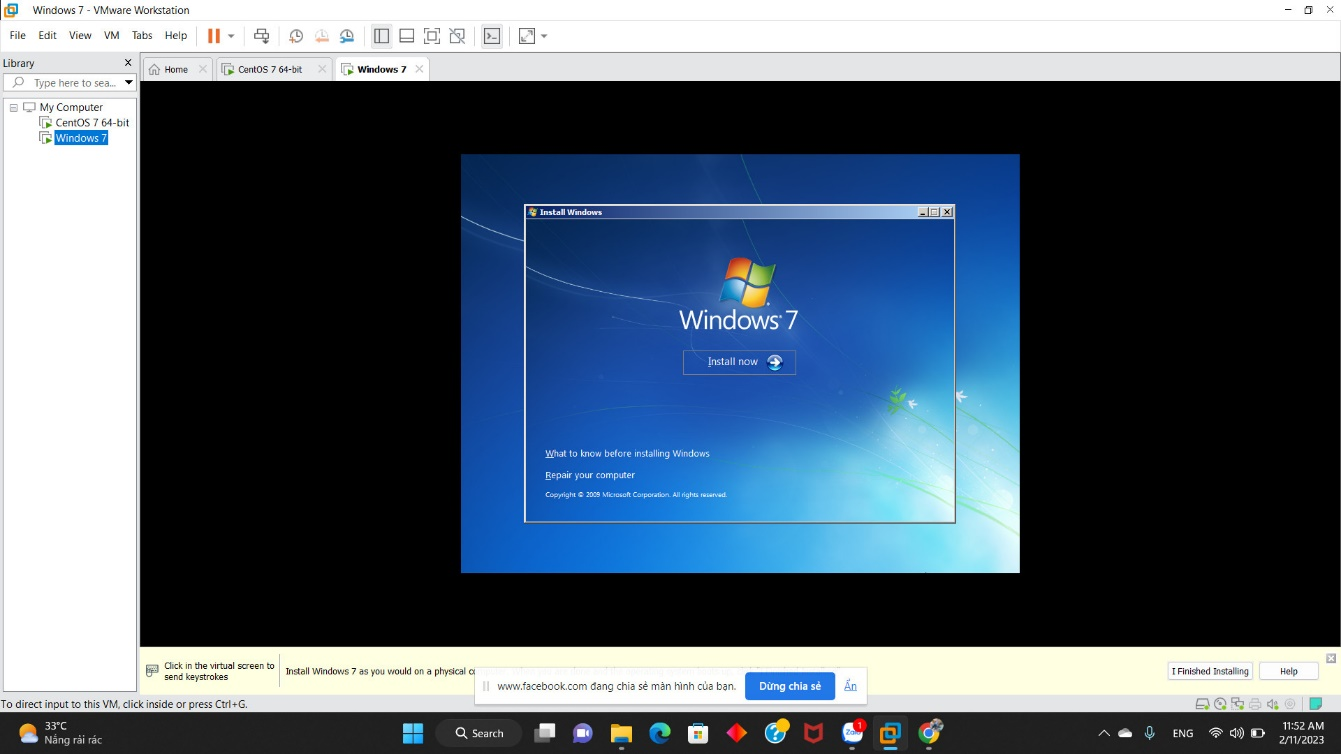 Windows 7 - VMware Workstation
File Edit View VM Tabs Help
Library
Type here to sea...
My Computer
CentOS 7 64-bit
Windows 7
Home
CentOS 7 64-bit
Windows 7
Install Windows
Windows 7
Install now
What to know before installing Windows
Repair your computer
Copyright © 2009 Microsoft Corporation. All rights reserved.
Click in the virtual screen to
send keystrokes
Install Windows 7 as you would on a physical
I Finished Installing
Help
www.facebook.com đang chia sẻ màn hình của bạn.
Dừng chia sẻ
Ẩn
To direct input to this VM, click inside or press Ctrl+G.
33°C
Nắng rải rác
Search
Zalo
1
ENG
11:52 AM
2/11/2023